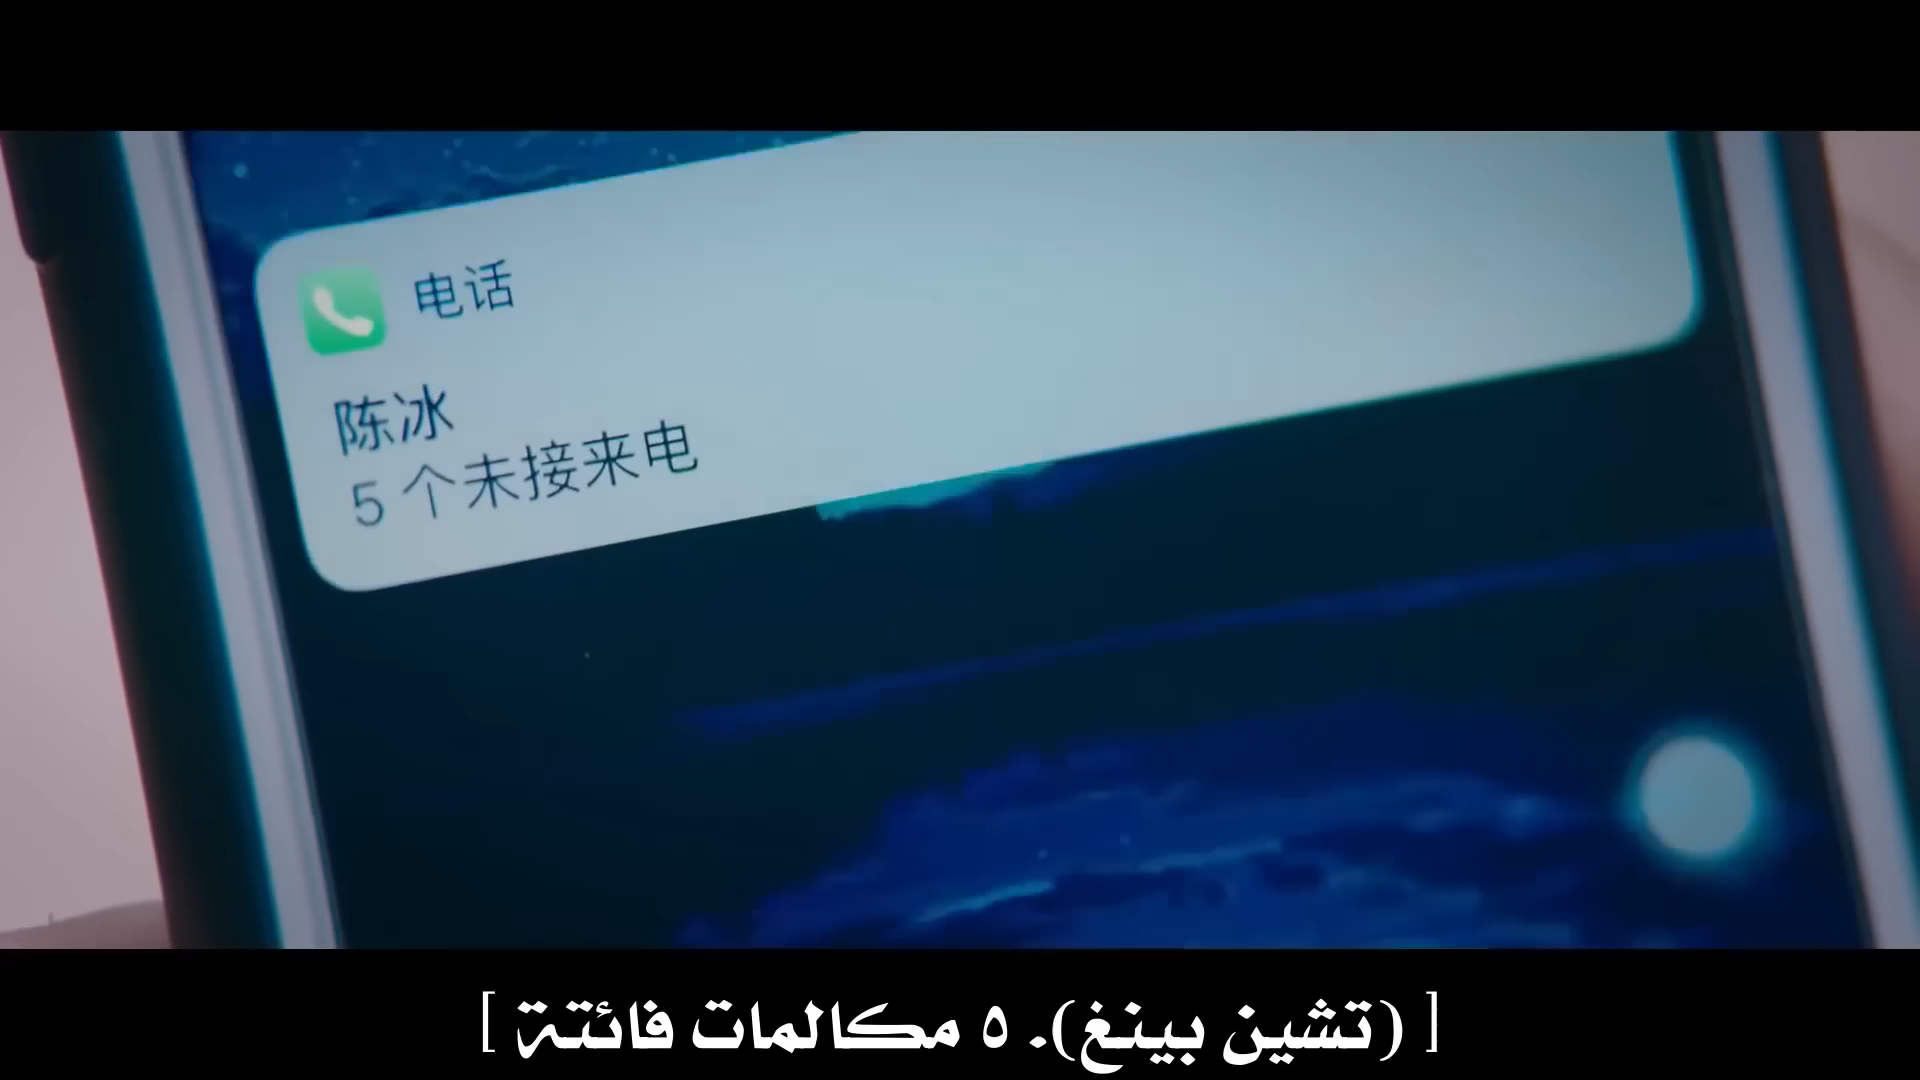 电话
陈冰
5 个未接来电
[ (تشين بينغ). ٥ مكالمات فائتة ]